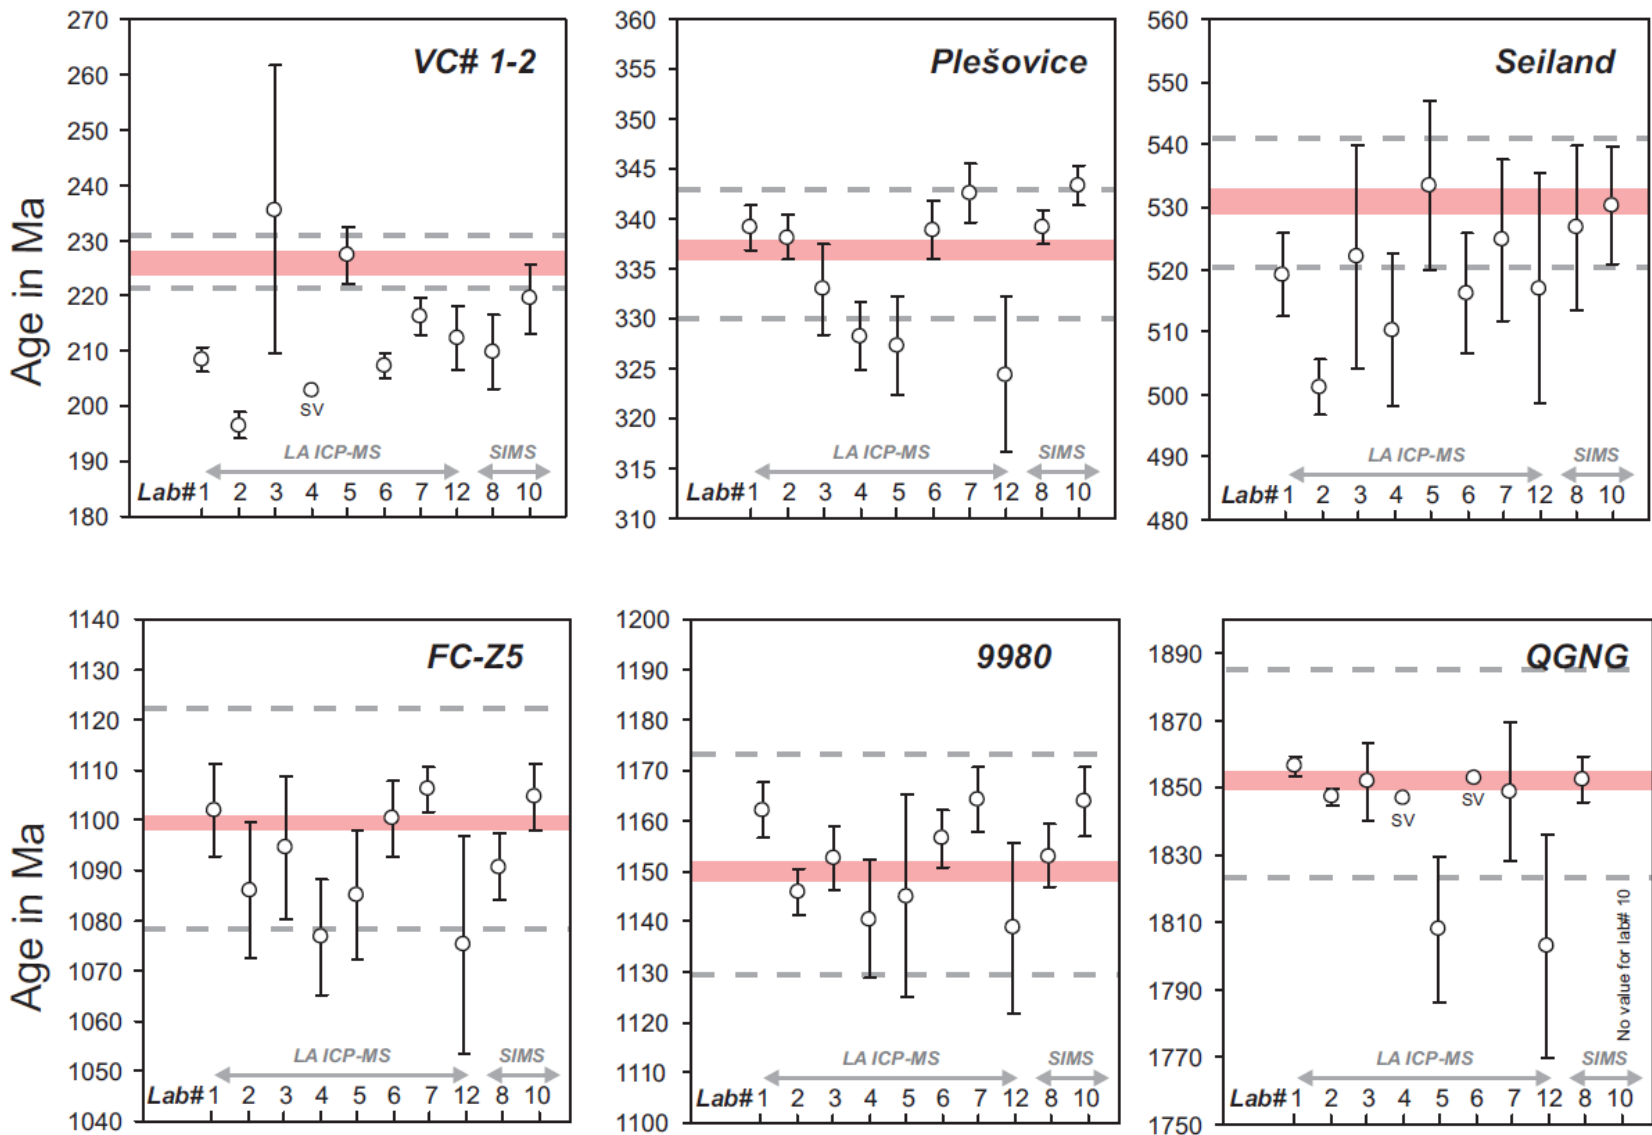 VC# 1-2
270
260
250
240
230
220
210
200
190
180
Age in Ma
SV
LA ICP-MS
SIMS
Lab# 1 2 3 4 5 6 7 12 8 10
Plešovice
360
355
350
345
340
335
330
325
320
315
310
LA ICP-MS
SIMS
Lab# 1 2 3 4 5 6 7 12 8 10
Seiland
560
550
540
530
520
510
500
490
480
LA ICP-MS
SIMS
Lab# 1 2 3 4 5 6 7 12 8 10
FC-Z5
1140
1130
1120
1110
1100
1090
1080
1070
1060
1050
1040
Age in Ma
LA ICP-MS
SIMS
Lab# 1 2 3 4 5 6 7 12 8 10
9980
1200
1190
1180
1170
1160
1150
1140
1130
1120
1110
1100
LA ICP-MS
SIMS
Lab# 1 2 3 4 5 6 7 12 8 10
QGNG
1890
1870
1850
1830
1810
1790
1770
1750
SV
SV
No value for lab# 10
LA ICP-MS
SIMS
Lab# 1 2 3 4 5 6 7 12 8 10